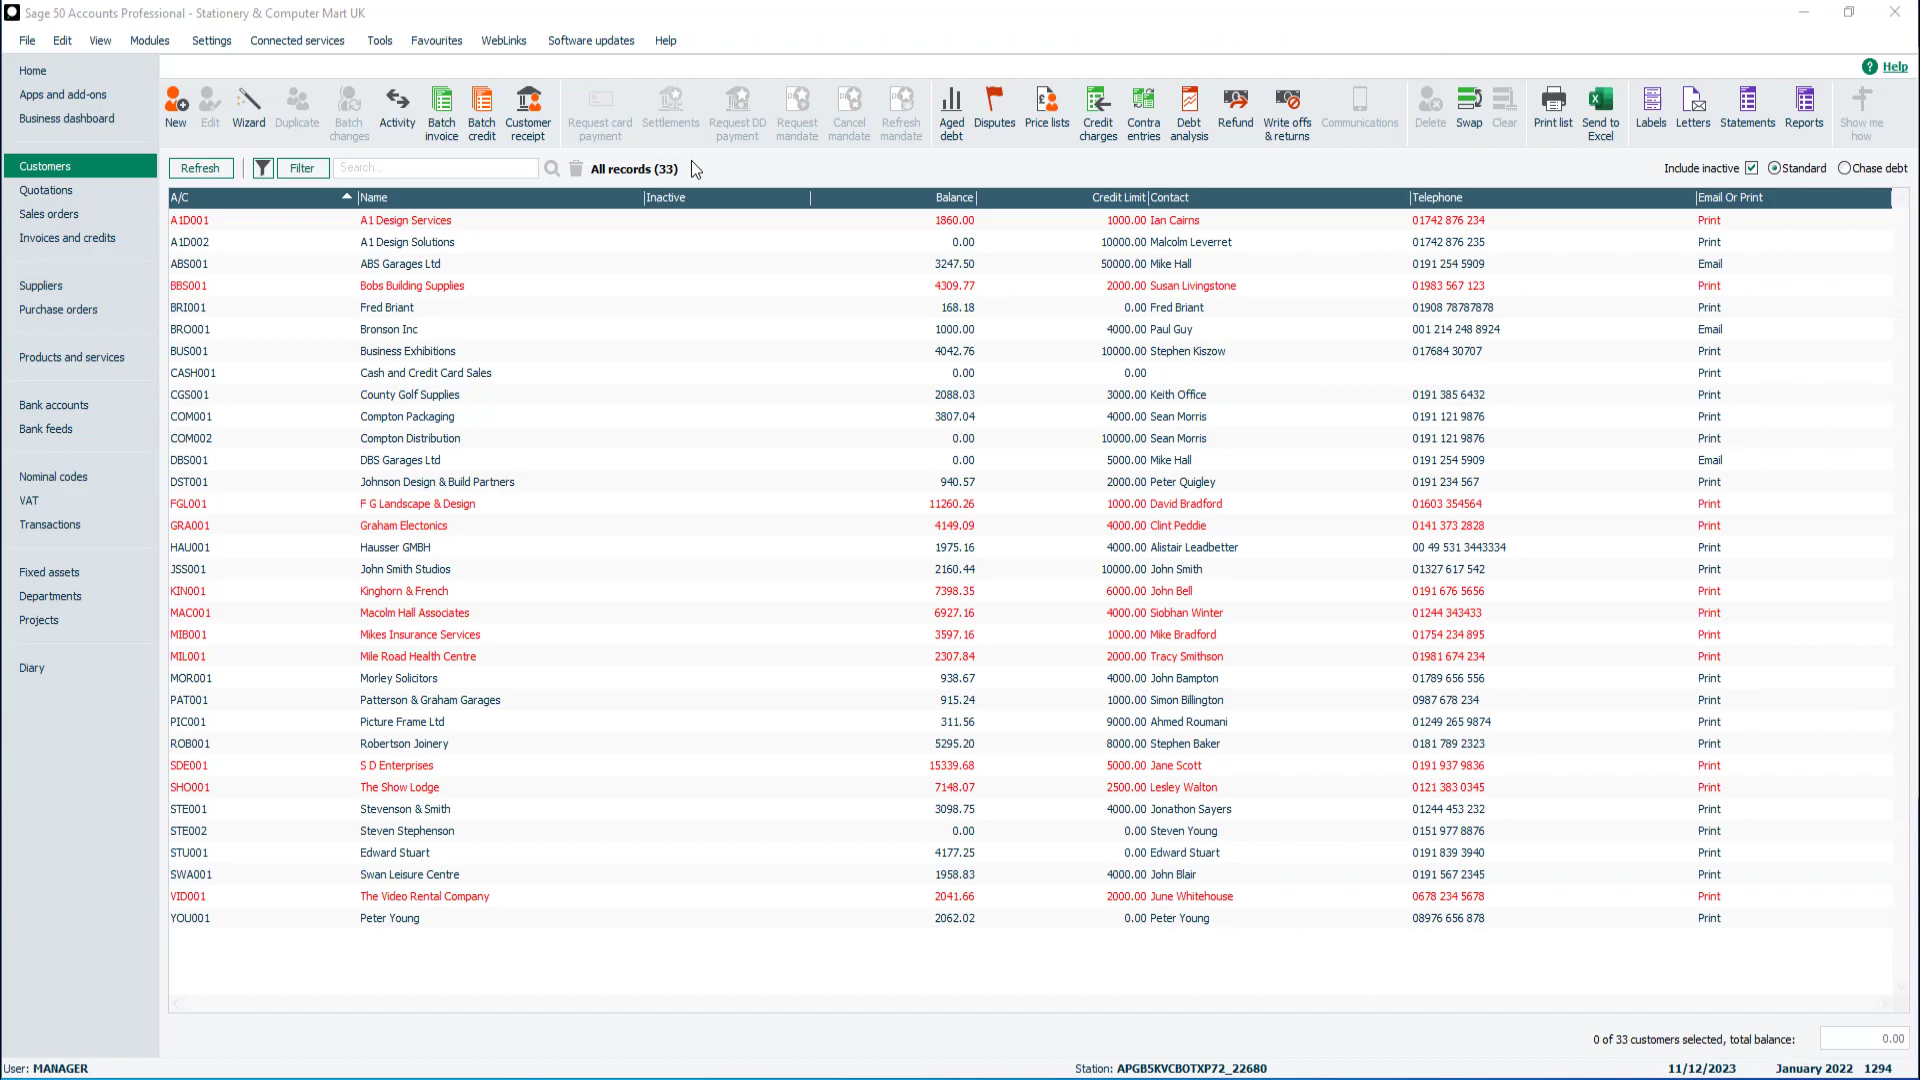 Sage 50 Accounts Professional - Stationery & Computer Mart UK
File Edit View Modules Settings Connected services Tools Favourites WebLinks Software updates Help
? Help
Home
Apps and add-ons
Business dashboard
Customers
Quotations
Sales orders
Invoices and credits
Suppliers
Purchase orders
Products and services
Bank accounts
Bank feeds
Nominal codes
VAT
Transactions
Fixed assets
Departments
Projects
Diary
New Edit Wizard Duplicate Batch changes Activity Batch invoice Batch credit Customer receipt Request card payment Settlements Request DD payment Request mandate Cancel mandate Refresh mandate Aged debt Disputes Price lists Credit charges Contra entries Debt analysis Refund Write offs & returns Communications Delete Swap Clear Print list Send to Excel Labels Letters Statements Reports Show me how
Refresh Filter Search... All records (33) Include inactive Standard Chase debt
A/C Name Inactive Balance Credit Limit Contact Telephone Email Or Print
A1D001 A1 Design Services 1860.00 1000.00 Ian Cairns 01742 876 234 Print
A1D002 A1 Design Solutions 0.00 10000.00 Malcolm Leverret 01742 876 235 Print
ABS001 ABS Garages Ltd 3247.50 50000.00 Mike Hall 0191 254 5909 Email
BBS001 Bobs Building Supplies 4309.77 2000.00 Susan Livingstone 01983 567 123 Print
BRI001 Fred Briant 168.18 0.00 Fred Briant 01908 78787878 Print
BRO001 Bronson Inc 1000.00 4000.00 Paul Guy 001 214 248 8924 Email
BUS001 Business Exhibitions 4042.76 10000.00 Stephen Kiszow 017684 30707 Print
CASH001 Cash and Credit Card Sales 0.00 0.00 Print
CGS001 County Golf Supplies 2088.03 3000.00 Keith Office 0191 385 6432 Print
COM001 Compton Packaging 3807.04 4000.00 Sean Morris 0191 121 9876 Print
COM002 Compton Distribution 0.00 10000.00 Sean Morris 0191 121 9876 Print
DBS001 DBS Garages Ltd 0.00 5000.00 Mike Hall 0191 254 5909 Email
DST001 Johnson Design & Build Partners 940.57 2000.00 Peter Quigley 0191 234 567 Print
FGL001 F G Landscape & Design 11260.26 1000.00 David Bradford 01603 354564 Print
GRA001 Graham Electonics 4149.09 4000.00 Clint Peddie 0141 373 2828 Print
HAU001 Hausser GMBH 1975.16 4000.00 Alistair Leadbetter 00 49 531 3443334 Print
JSS001 John Smith Studios 2160.44 10000.00 John Smith 01327 617 542 Print
KIN001 Kinghorn & French 7398.35 6000.00 John Bell 0191 676 5656 Print
MAC001 Macolm Hall Associates 6927.16 4000.00 Siobhan Winter 01244 343433 Print
MIB001 Mikes Insurance Services 3597.16 1000.00 Mike Bradford 01754 234 895 Print
MIL001 Mile Road Health Centre 2307.84 2000.00 Tracy Smithson 01981 674 234 Print
MOR001 Morley Solicitors 938.67 4000.00 John Bampton 01789 656 556 Print
PAT001 Patterson & Graham Garages 915.24 1000.00 Simon Billington 0987 678 234 Print
PIC001 Picture Frame Ltd 311.56 9000.00 Ahmed Roumani 01249 265 9874 Print
ROB001 Robertson Joinery 5295.20 8000.00 Stephen Baker 0181 789 2323 Print
SDE001 S D Enterprises 15339.68 5000.00 Jane Scott 0191 937 9836 Print
SHO001 The Show Lodge 7148.07 2500.00 Lesley Walton 0121 383 0345 Print
STE001 Stevenson & Smith 3098.75 4000.00 Jonathon Sayers 01244 453 232 Print
STE002 Steven Stephenson 0.00 0.00 Steven Young 0151 977 8876 Print
STU001 Edward Stuart 4177.25 0.00 Edward Stuart 0191 839 3940 Print
SWA001 Swan Leisure Centre 1958.83 4000.00 John Blair 0191 567 2345 Print
VID001 The Video Rental Company 2041.66 2000.00 June Whitehouse 0678 234 5678 Print
YOU001 Peter Young 2062.02 0.00 Peter Young 08976 656 878 Print
0 of 33 customers selected, total balance: 0.00
User: MANAGER Station: APGB5KVCBOTXP72_22680 11/12/2023 January 2022 1294